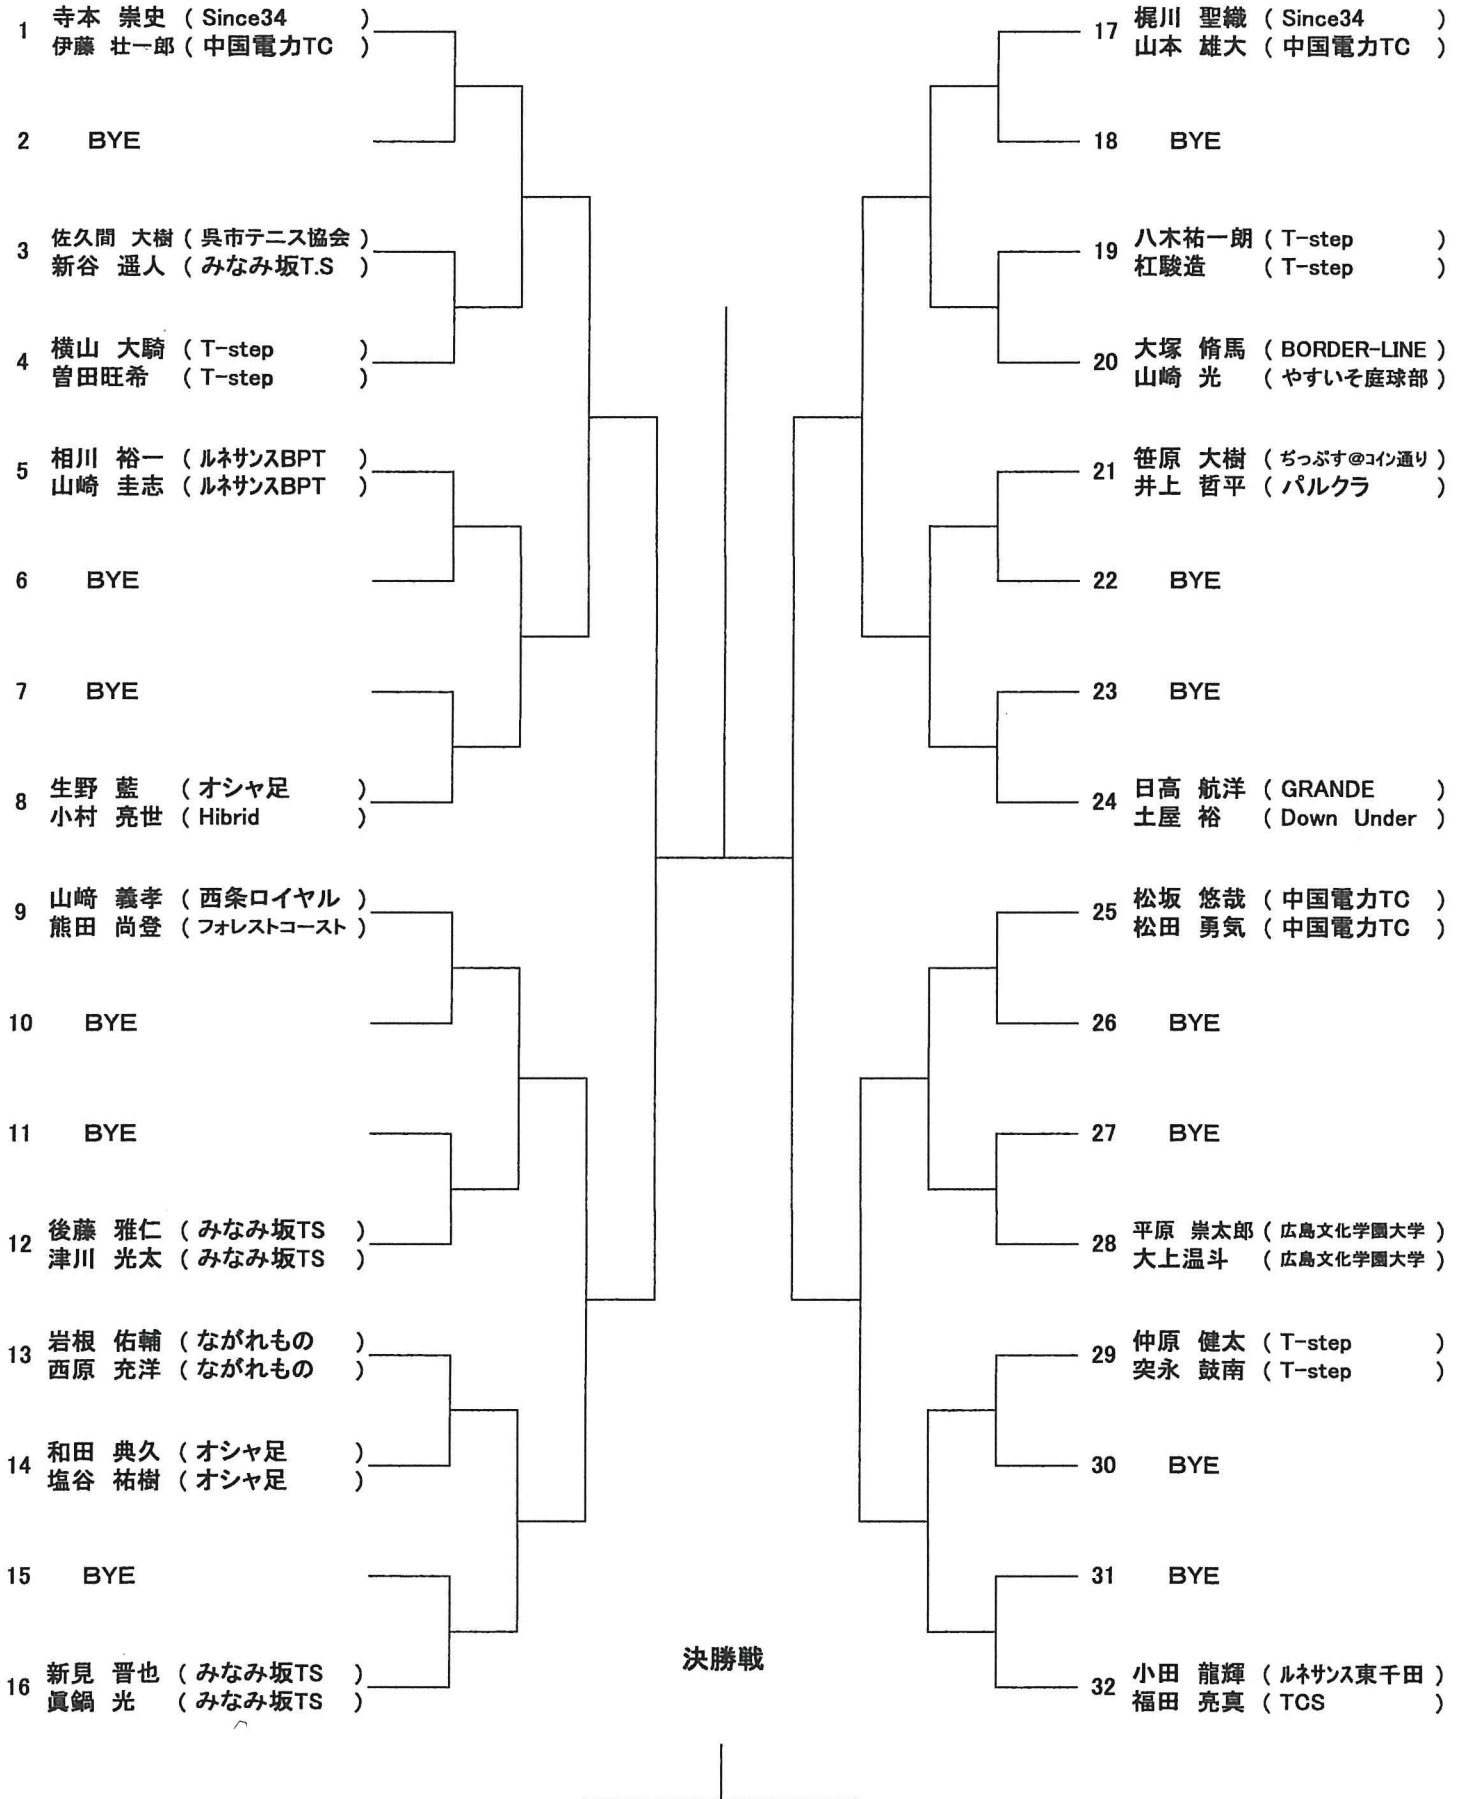 1 寺本 崇史 ( Since34 )
伊藤 壮一郎 ( 中国電力TC )
2 BYE
3 佐久間 大樹 ( 呉市テニス協会 )
新谷 遥人 ( みなみ坂T.S )
4 横山 大騎 ( T-step )
曽田旺希 ( T-step )
5 相川 裕一 ( ルネサンスBPT )
山崎 圭志 ( ルネサンスBPT )
6 BYE
7 BYE
8 生野 藍 ( オシャ足 )
小村 亮世 ( Hibrid )
9 山﨑 義孝 ( 西条ロイヤル )
熊田 尚登 ( フォレストコースト )
10 BYE
11 BYE
12 後藤 雅仁 ( みなみ坂TS )
津川 光太 ( みなみ坂TS )
13 岩根 佑輔 ( ながれもの )
西原 充洋 ( ながれもの )
14 和田 典久 ( オシャ足 )
塩谷 祐樹 ( オシャ足 )
15 BYE
16 新見 晋也 ( みなみ坂TS )
眞鍋 光 ( みなみ坂TS )
17 梶川 聖織 ( Since34 )
山本 雄大 ( 中国電力TC )
18 BYE
19 八木祐一朗 ( T-step )
杠駿造 ( T-step )
20 大塚 脩馬 ( BORDER-LINE )
山崎 光 ( やすいそ庭球部 )
21 笹原 大樹 ( ぢっぷす@コイン通り )
井上 哲平 ( パルクラ )
22 BYE
23 BYE
24 日高 航洋 ( GRANDE )
土屋 裕 ( Down Under )
25 松坂 悠哉 ( 中国電力TC )
松田 勇気 ( 中国電力TC )
26 BYE
27 BYE
28 平原 崇太郎 ( 広島文化学園大学 )
大上温斗 ( 広島文化学園大学 )
29 仲原 健太 ( T-step )
突永 鼓南 ( T-step )
30 BYE
31 BYE
32 小田 龍輝 ( ルネサンス東千田 )
福田 亮真 ( TCS )
決勝戦